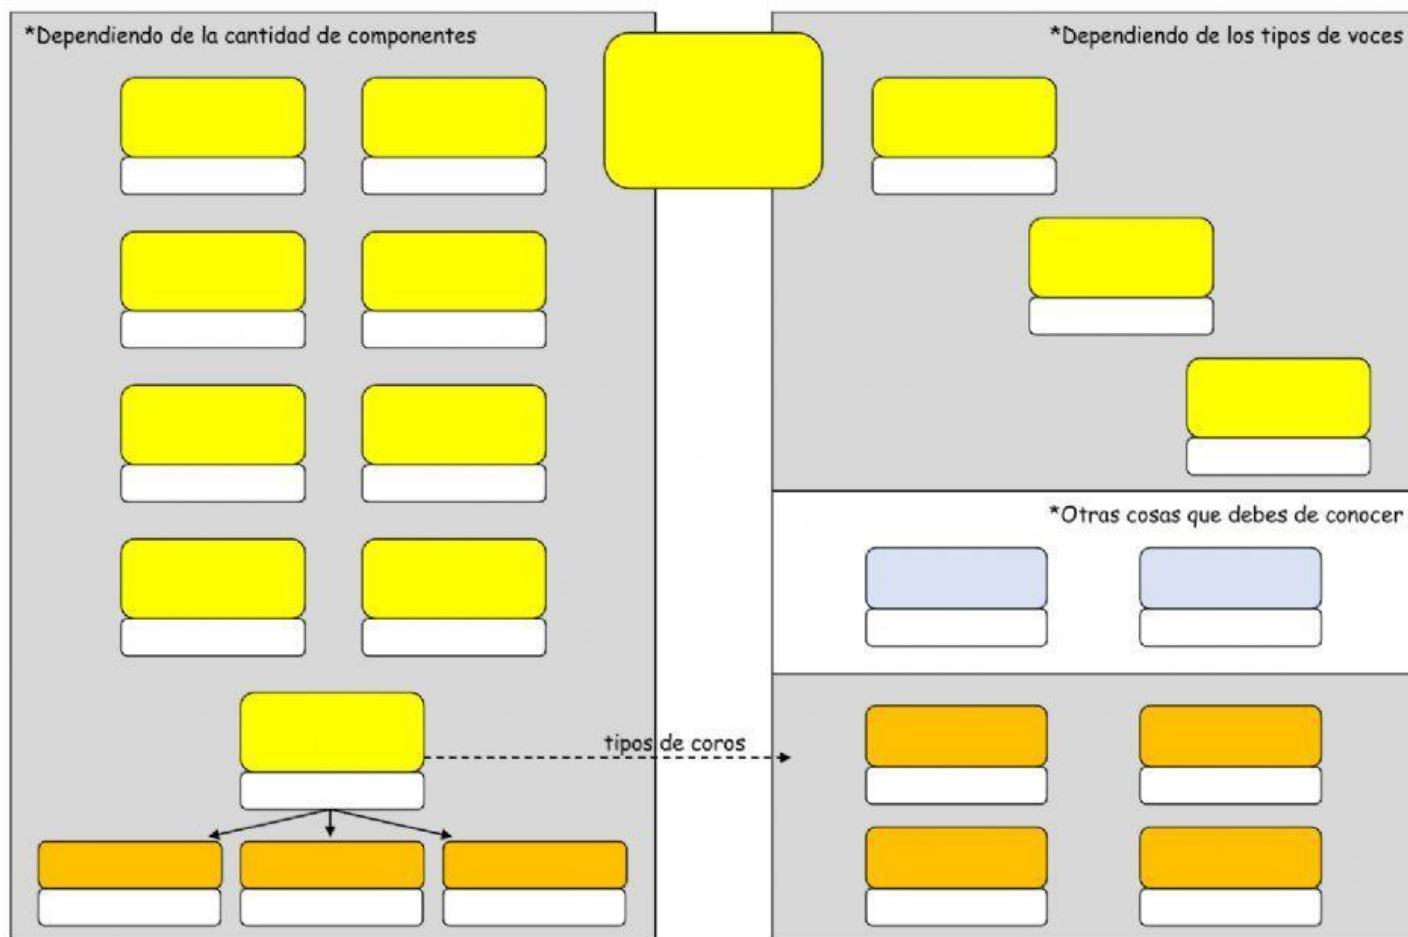 *Dependiendo de la cantidad de componentes
*Dependiendo de los tipos de voces
*Otras cosas que debes de conocer
tipos de coros